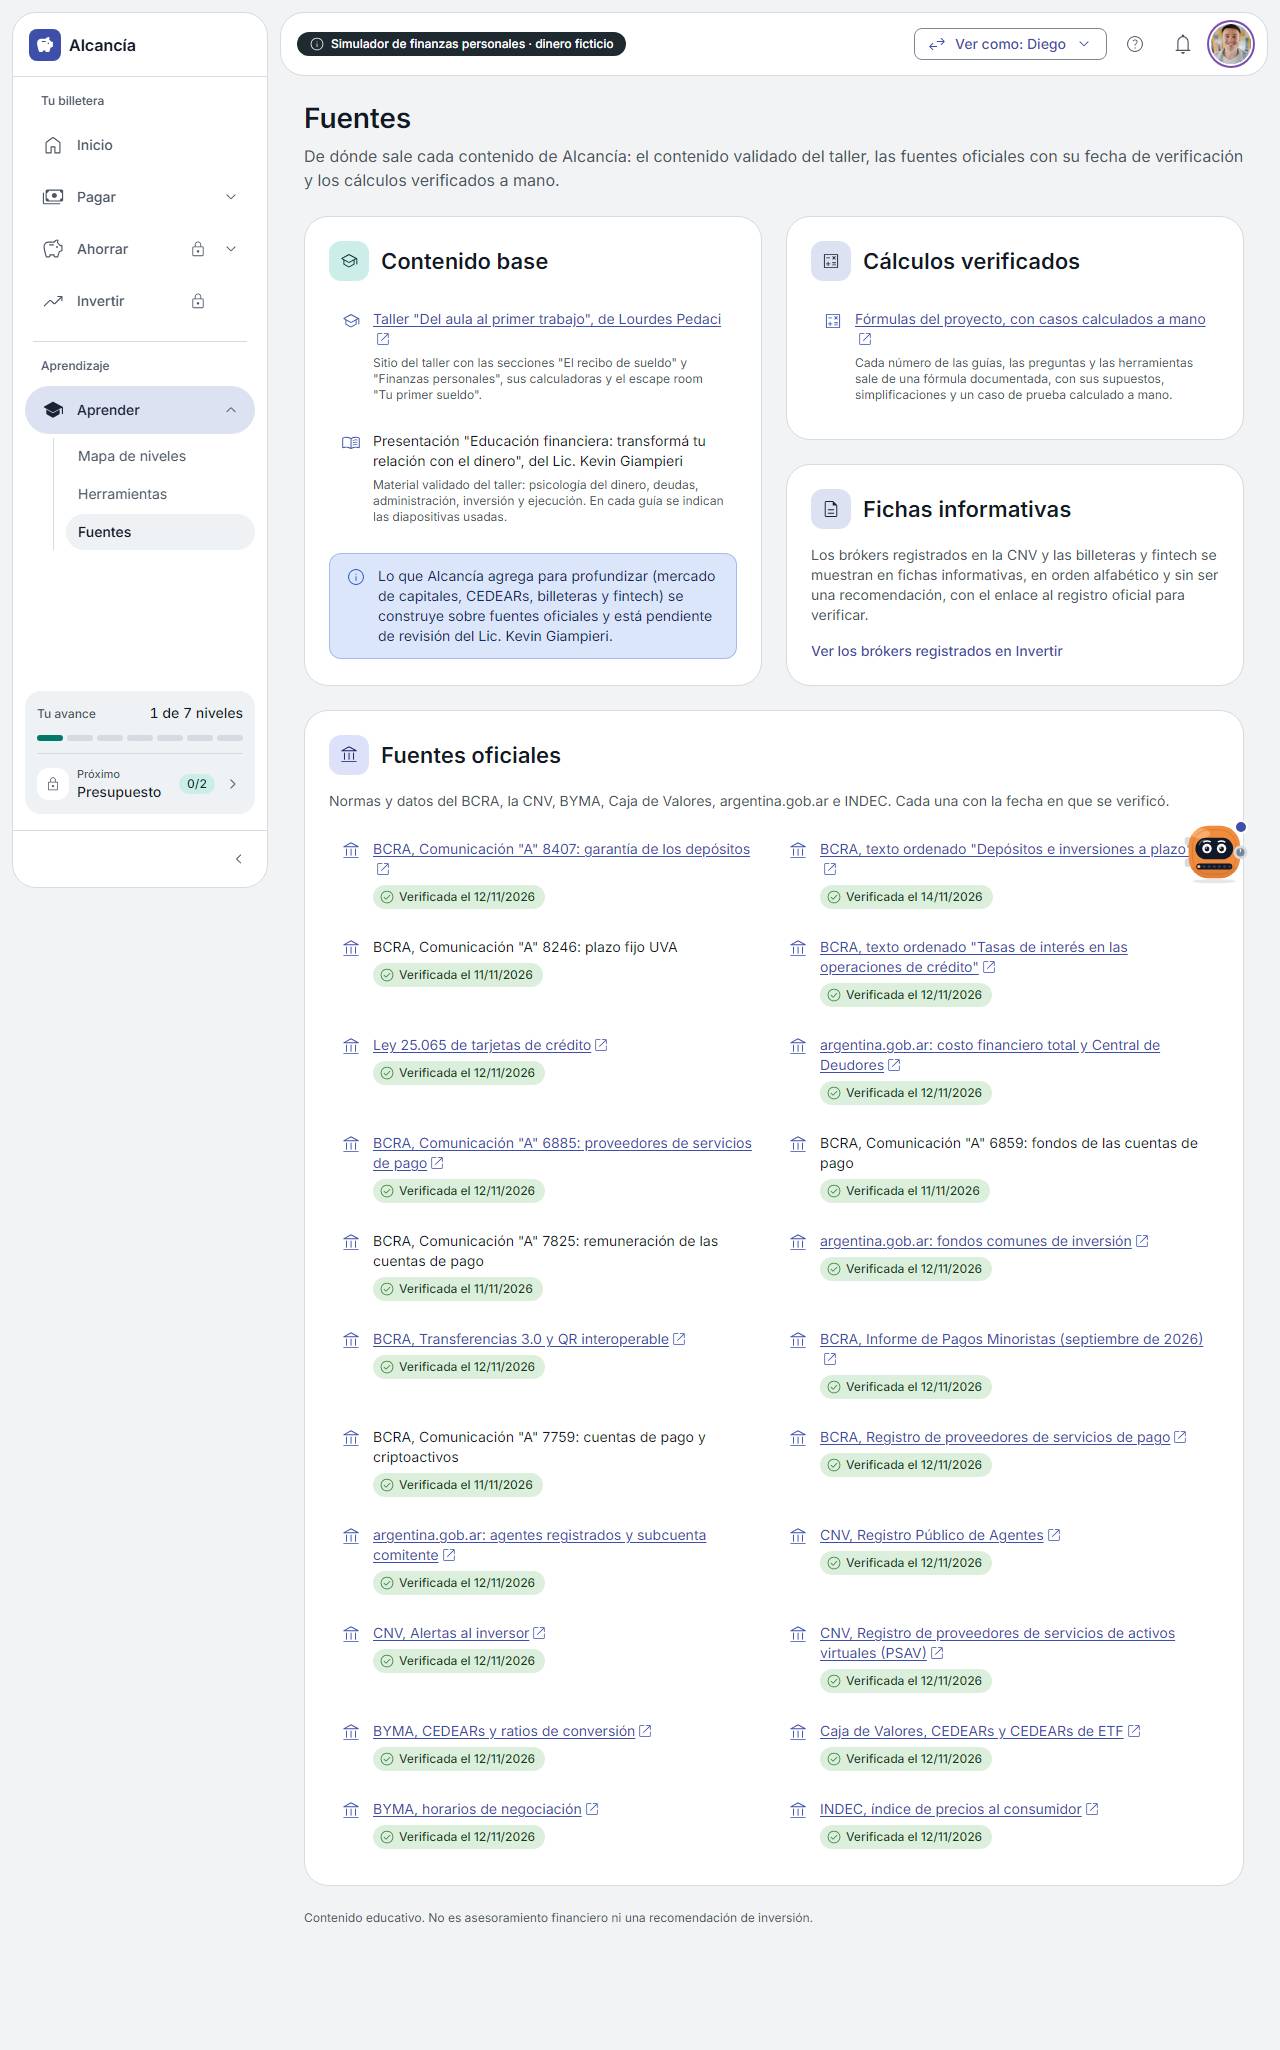 Alcancía
Simulador de finanzas personales · dinero ficticio
Ver como: Diego
Tu billetera
Inicio
Pagar
Ahorrar
Invertir
Aprendizaje
Aprender
Mapa de niveles
Herramientas
Fuentes
Tu avance
1 de 7 niveles
Próximo
Presupuesto
0/2
Fuentes
De dónde sale cada contenido de Alcancía: el contenido validado del taller, las fuentes oficiales con su fecha de verificación
y los cálculos verificados a mano.
Contenido base
Taller "Del aula al primer trabajo", de Lourdes Pedaci
Sitio del taller con las secciones "El recibo de sueldo" y
"Finanzas personales", sus calculadoras y el escape room
"Tu primer sueldo".
Presentación "Educación financiera: transformá tu
relación con el dinero", del Lic. Kevin Giampieri
Material validado del taller: psicología del dinero, deudas,
administración, inversión y ejecución. En cada guía se indican
las diapositivas usadas.
Lo que Alcancía agrega para profundizar (mercado
de capitales, CEDEARs, billeteras y fintech) se
construye sobre fuentes oficiales y está pendiente
de revisión del Lic. Kevin Giampieri.
Cálculos verificados
Fórmulas del proyecto, con casos calculados a mano
Cada número de las guías, las preguntas y las herramientas
sale de una fórmula documentada, con sus supuestos,
simplificaciones y un caso de prueba calculado a mano.
Fichas informativas
Los brókers registrados en la CNV y las billeteras y fintech se
muestran en fichas informativas, en orden alfabético y sin ser
una recomendación, con el enlace al registro oficial para
verificar.
Ver los brókers registrados en Invertir
Fuentes oficiales
Normas y datos del BCRA, la CNV, BYMA, Caja de Valores, argentina.gob.ar e INDEC. Cada una con la fecha en que se verificó.
BCRA, Comunicación "A" 8407: garantía de los depósitos
Verificada el 12/11/2026
BCRA, texto ordenado "Depósitos e inversiones a plazo
Verificada el 14/11/2026
BCRA, Comunicación "A" 8246: plazo fijo UVA
Verificada el 11/11/2026
BCRA, texto ordenado "Tasas de interés en las
operaciones de crédito"
Verificada el 12/11/2026
Ley 25.065 de tarjetas de crédito
Verificada el 12/11/2026
argentina.gob.ar: costo financiero total y Central de
Deudores
Verificada el 12/11/2026
BCRA, Comunicación "A" 6885: proveedores de servicios
de pago
Verificada el 12/11/2026
BCRA, Comunicación "A" 6859: fondos de las cuentas de
pago
Verificada el 11/11/2026
BCRA, Comunicación "A" 7825: remuneración de las
cuentas de pago
Verificada el 11/11/2026
argentina.gob.ar: fondos comunes de inversión
Verificada el 12/11/2026
BCRA, Transferencias 3.0 y QR interoperable
Verificada el 12/11/2026
BCRA, Informe de Pagos Minoristas (septiembre de 2026)
Verificada el 12/11/2026
BCRA, Comunicación "A" 7759: cuentas de pago y
criptoactivos
Verificada el 11/11/2026
BCRA, Registro de proveedores de servicios de pago
Verificada el 12/11/2026
argentina.gob.ar: agentes registrados y subcuenta
comitente
Verificada el 12/11/2026
CNV, Registro Público de Agentes
Verificada el 12/11/2026
CNV, Alertas al inversor
Verificada el 12/11/2026
CNV, Registro de proveedores de servicios de activos
virtuales (PSAV)
Verificada el 12/11/2026
BYMA, CEDEARs y ratios de conversión
Verificada el 12/11/2026
Caja de Valores, CEDEARs y CEDEARs de ETF
Verificada el 12/11/2026
BYMA, horarios de negociación
Verificada el 12/11/2026
INDEC, índice de precios al consumidor
Verificada el 12/11/2026
Contenido educativo. No es asesoramiento financiero ni una recomendación de inversión.